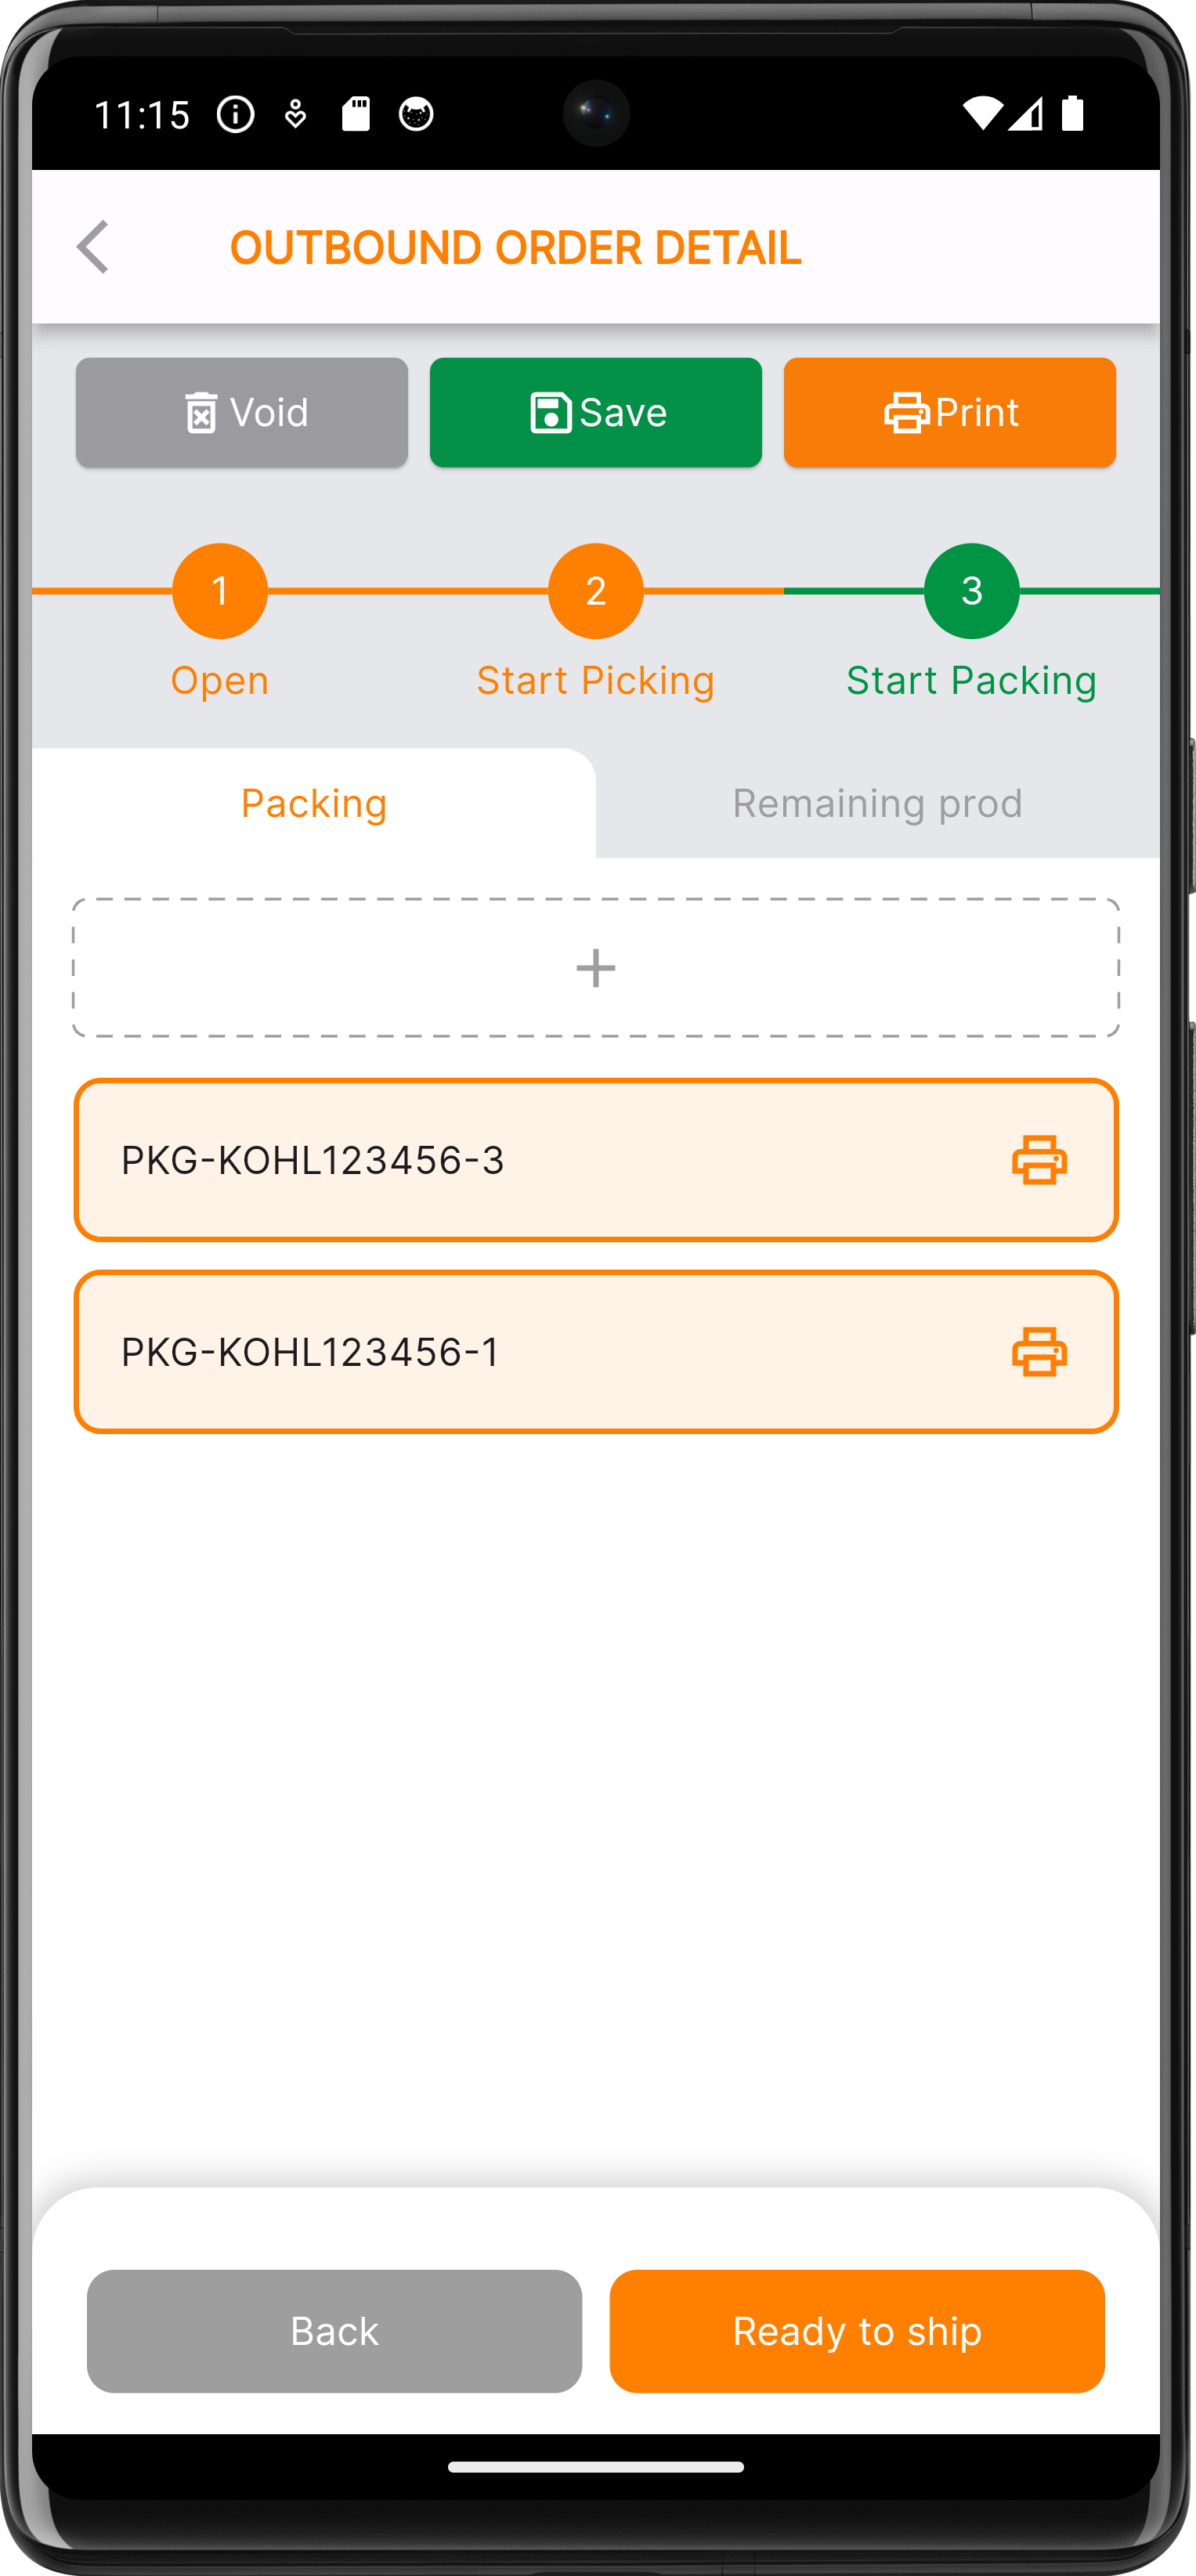 11:15
OUTBOUND ORDER DETAIL
Void Save Print
1 2 3
Open Start Picking Start Packing
Packing Remaining prod
+
PKG-KOHL123456-3
PKG-KOHL123456-1
Back Ready to ship